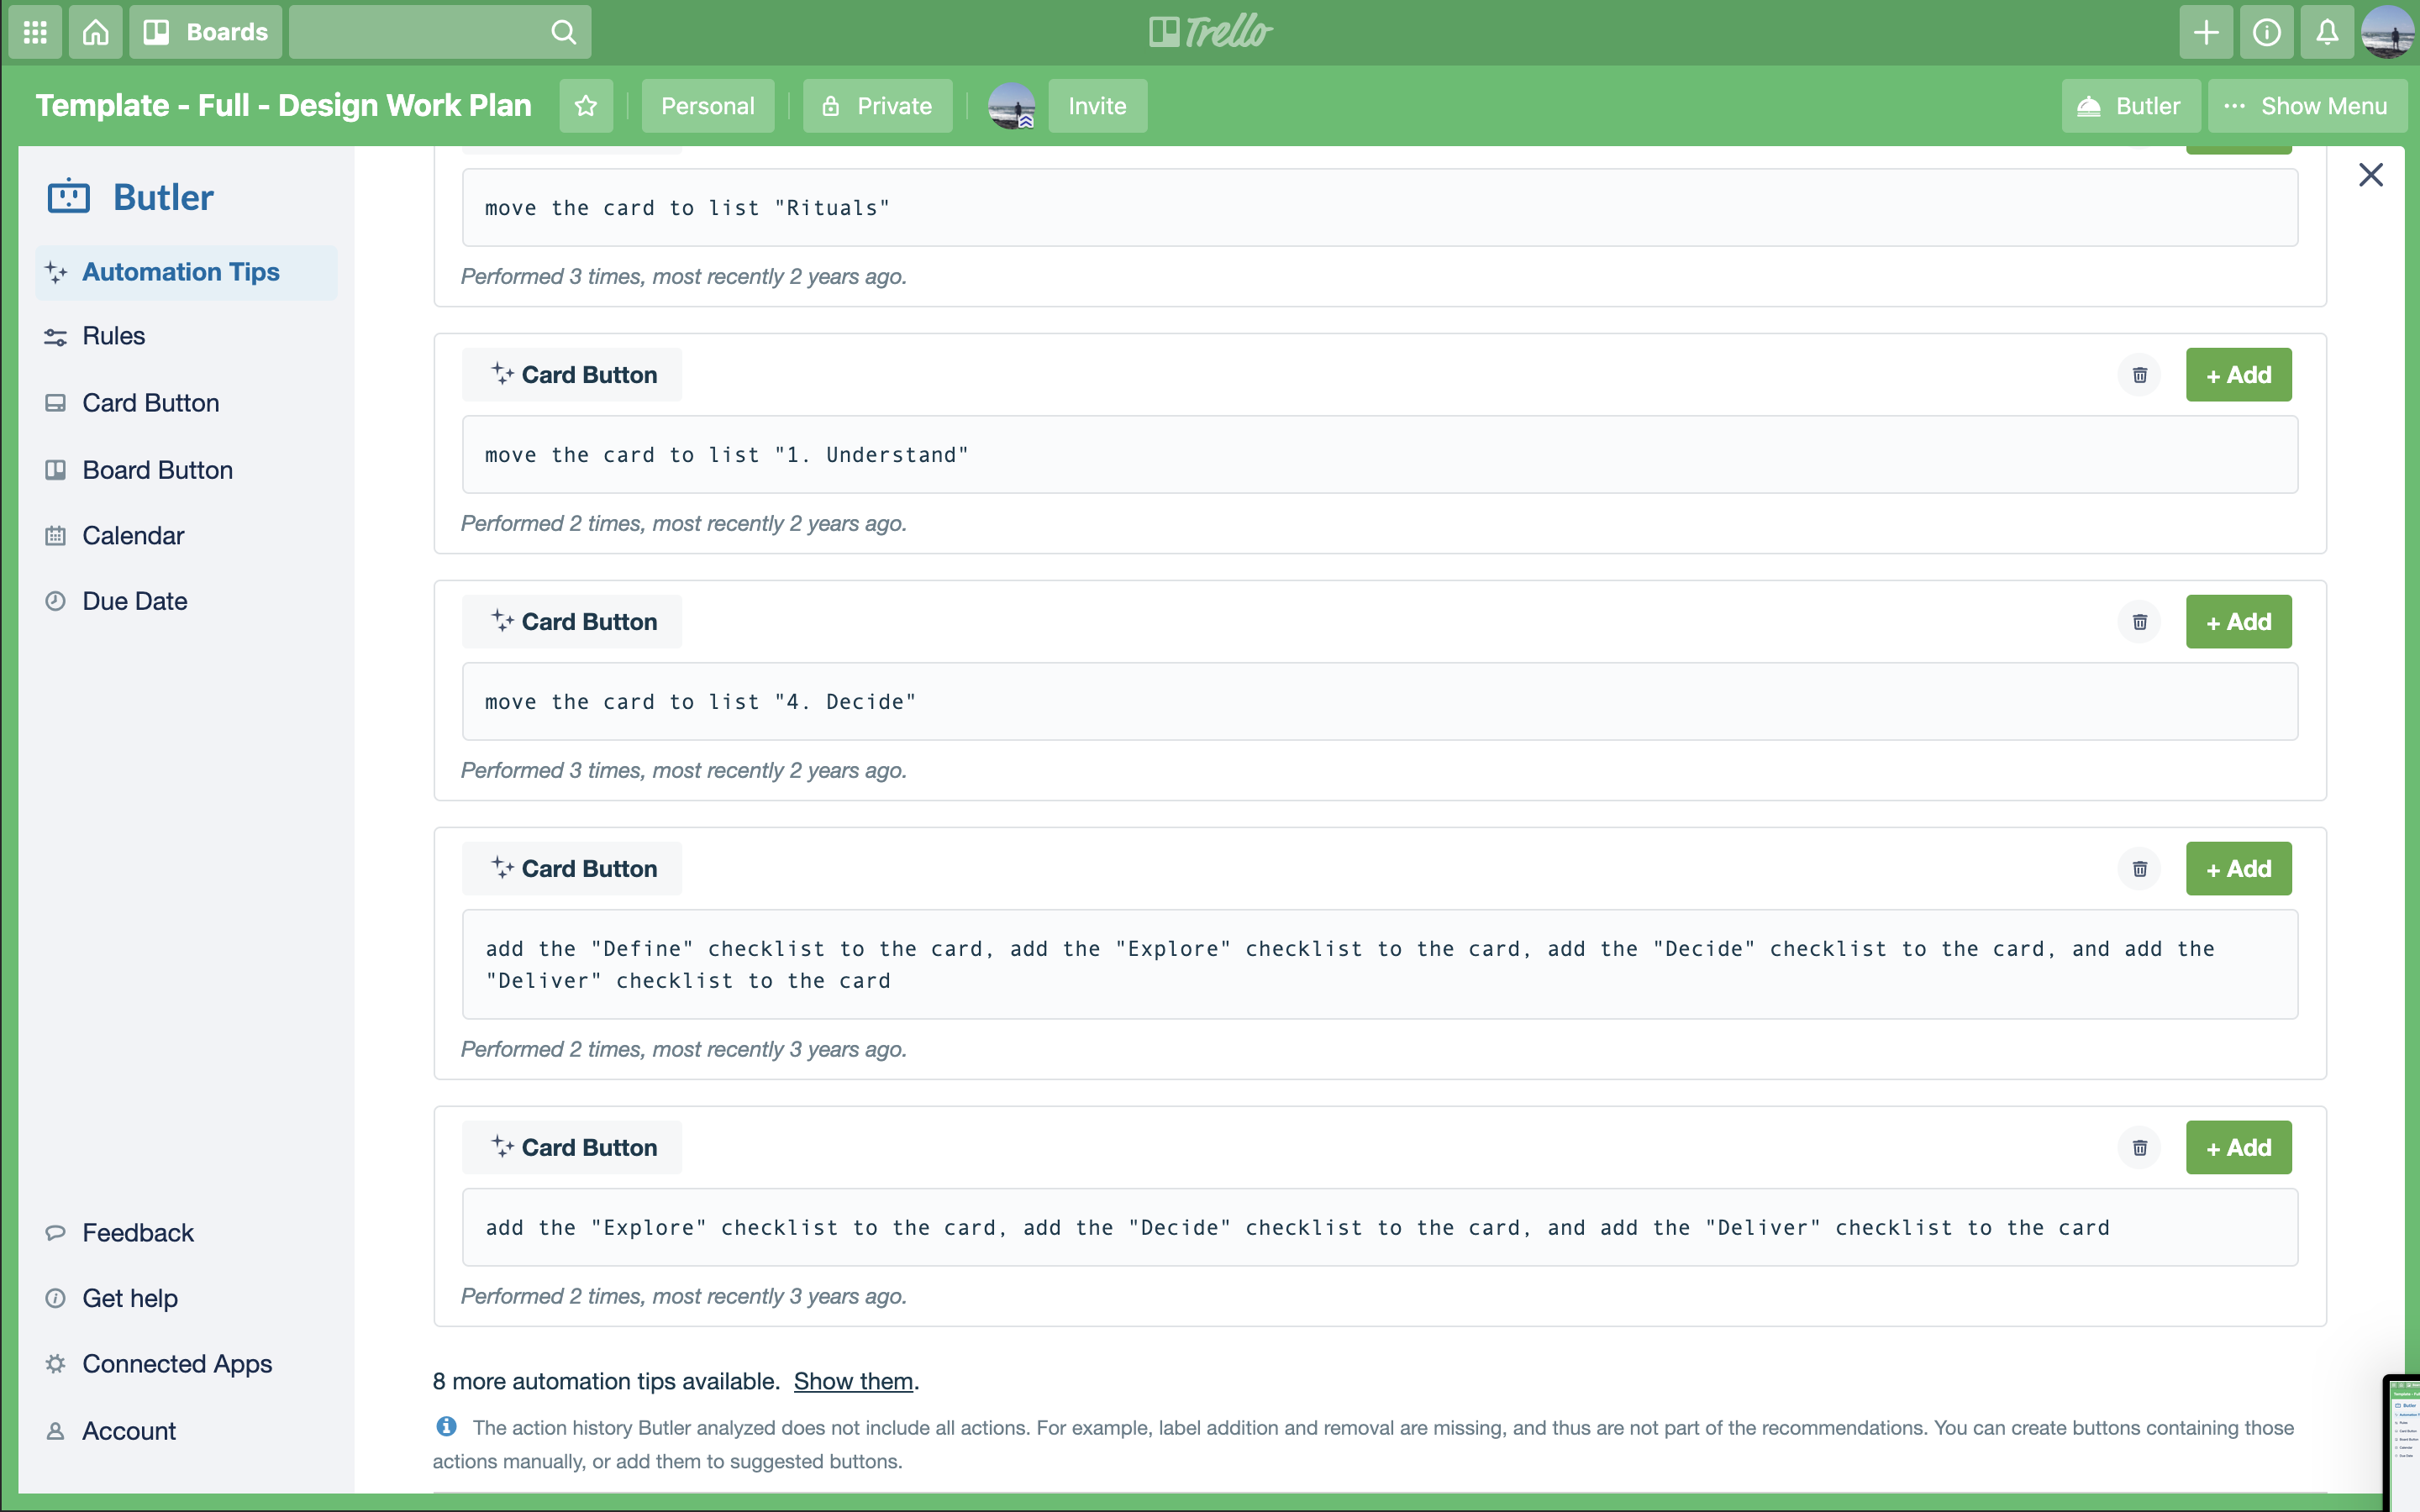 Boards
Trello
Template - Full - Design Work Plan
Personal
Private
Invite
Butler
Show Menu
Butler
Automation Tips
Rules
Card Button
Board Button
Calendar
Due Date
Feedback
Get help
Connected Apps
Account
move the card to list "Rituals"
Performed 3 times, most recently 2 years ago.
Card Button
+ Add
move the card to list "1. Understand"
Performed 2 times, most recently 2 years ago.
Card Button
+ Add
move the card to list "4. Decide"
Performed 3 times, most recently 2 years ago.
Card Button
+ Add
add the "Define" checklist to the card, add the "Explore" checklist to the card, add the "Decide" checklist to the card, and add the
"Deliver" checklist to the card
Performed 2 times, most recently 3 years ago.
Card Button
+ Add
add the "Explore" checklist to the card, add the "Decide" checklist to the card, and add the "Deliver" checklist to the card
Performed 2 times, most recently 3 years ago.
8 more automation tips available. Show them.
The action history Butler analyzed does not include all actions. For example, label addition and removal are missing, and thus are not part of the recommendations. You can create buttons containing those
actions manually, or add them to suggested buttons.